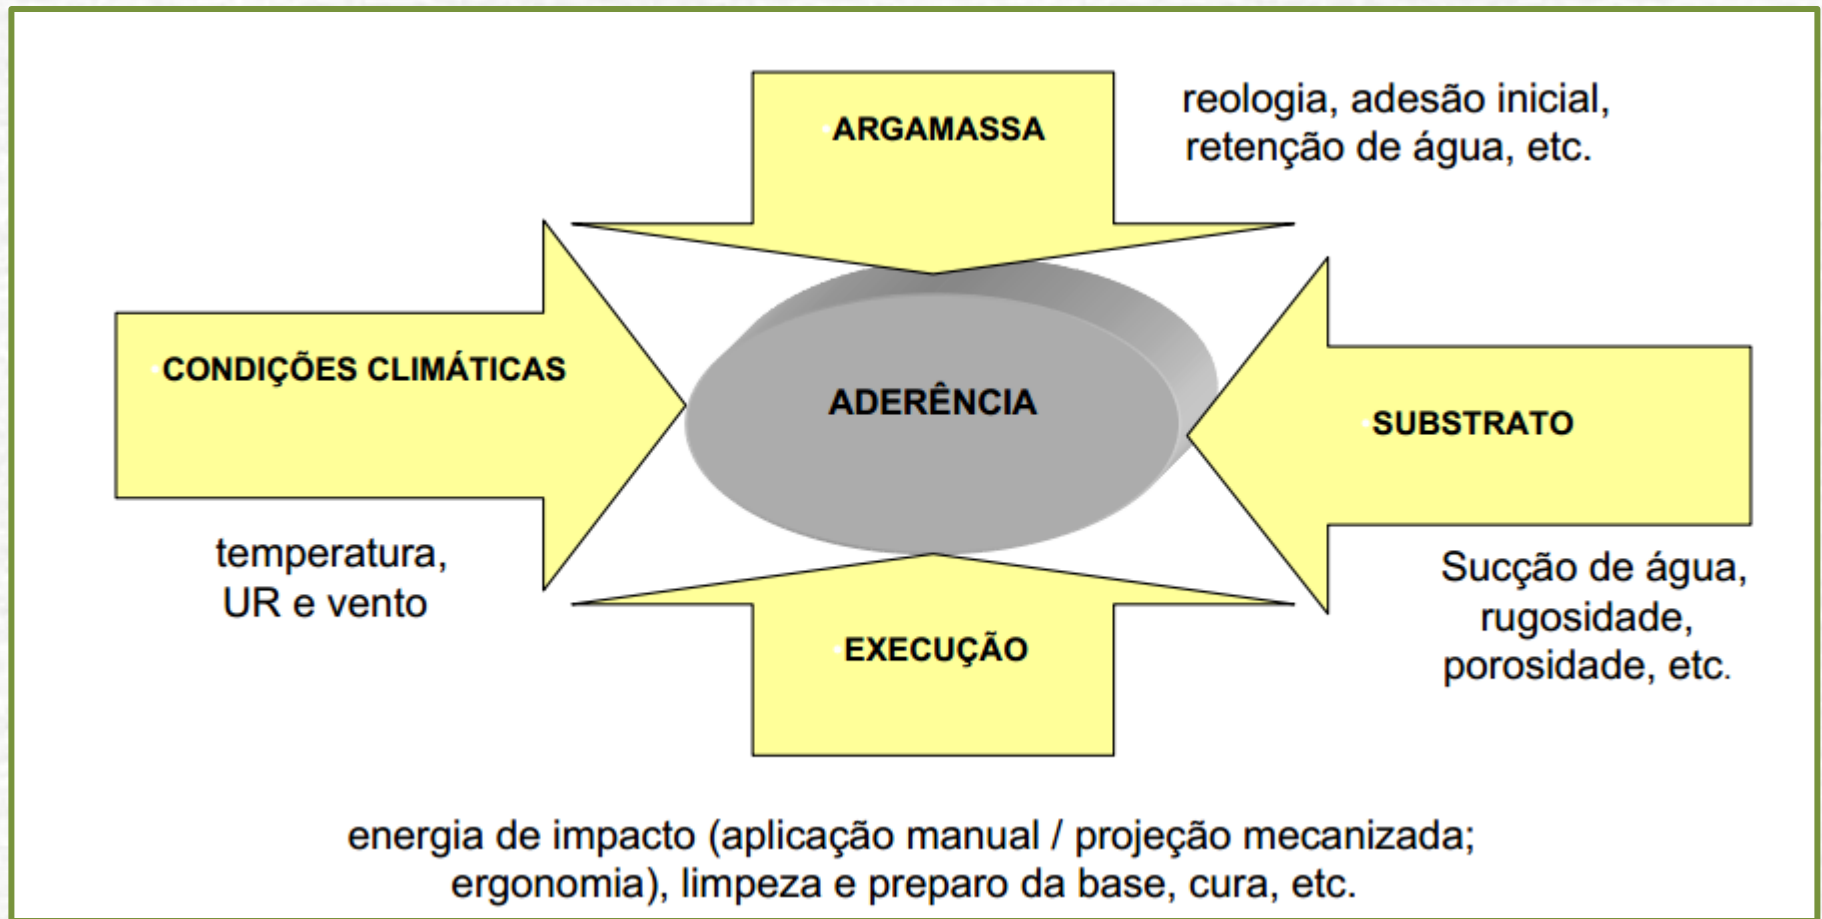 ARGAMASSA
reologia, adesão inicial,
retenção de água, etc.
CONDIÇÕES CLIMÁTICAS
temperatura,
UR e vento
ADERÊNCIA
SUBSTRATO
Sucção de água,
rugosidade,
porosidade, etc.
EXECUÇÃO
energia de impacto (aplicação manual / projeção mecanizada;
ergonomia), limpeza e preparo da base, cura, etc.